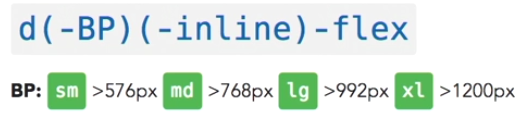 d(-BP)(-inline)-flex
BP: sm >576px md >768px lg >992px xl >1200px